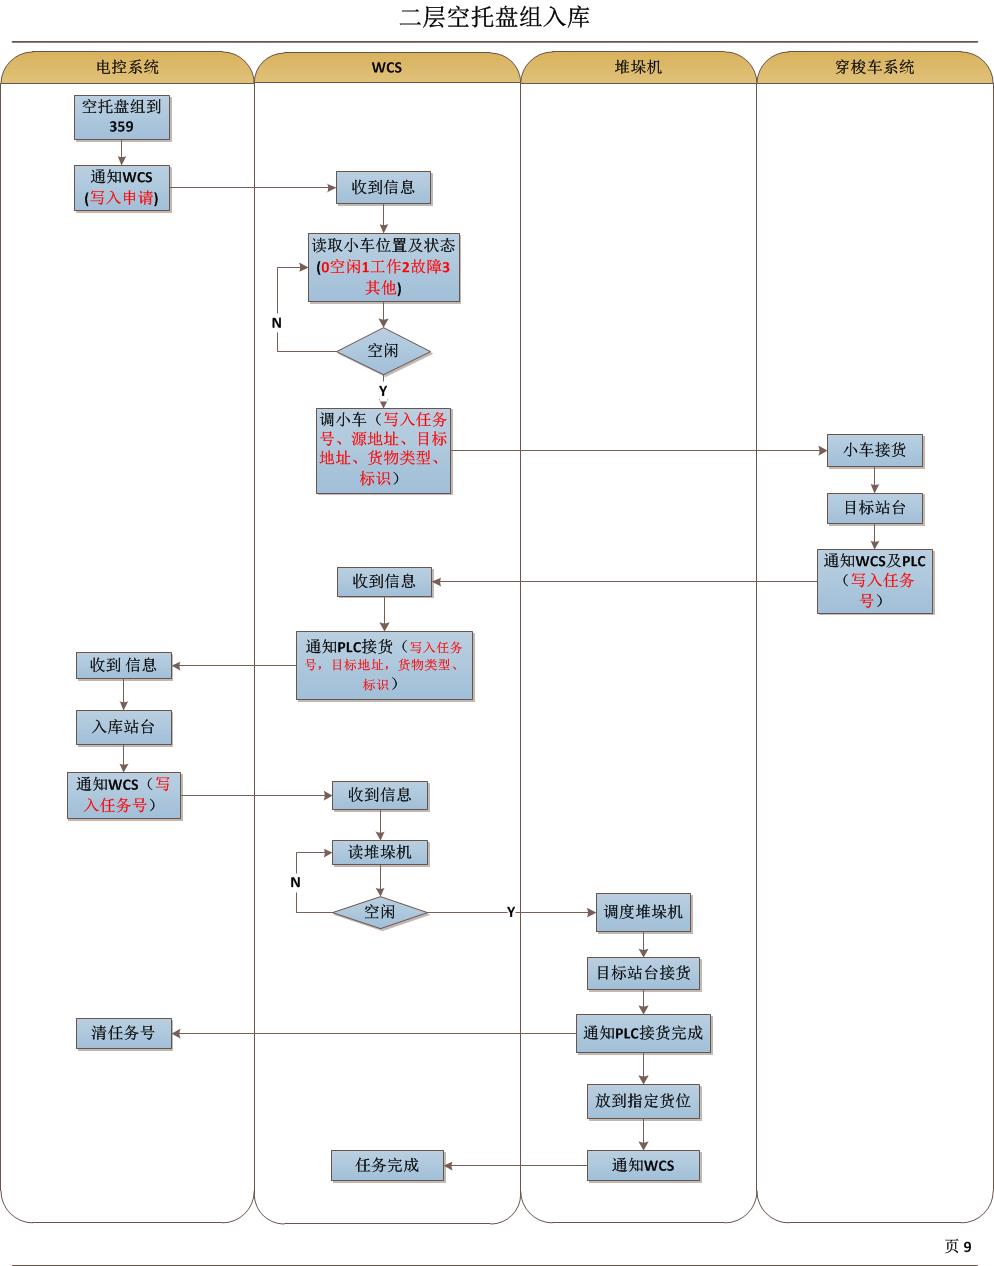 二层空托盘组入库
电控系统
WCS
堆垛机
穿梭车系统
空托盘组到
359
通知WCS
(写入申请)
收到信息
读取小车位置及状态
(0空闲1工作2故障3
其他)
N
空闲
Y
调小车（写入任务
号、源地址、目标
地址、货物类型、
标识）
小车接货
目标站台
通知WCS及PLC
（写入任务
号）
收到信息
通知PLC接货（写入任务
号，目标地址，货物类型、
标识）
收到 信息
入库站台
通知WCS（写
入任务号）
收到信息
读堆垛机
N
空闲
Y
调度堆垛机
目标站台接货
通知PLC接货完成
清任务号
放到指定货位
通知WCS
任务完成
页 9